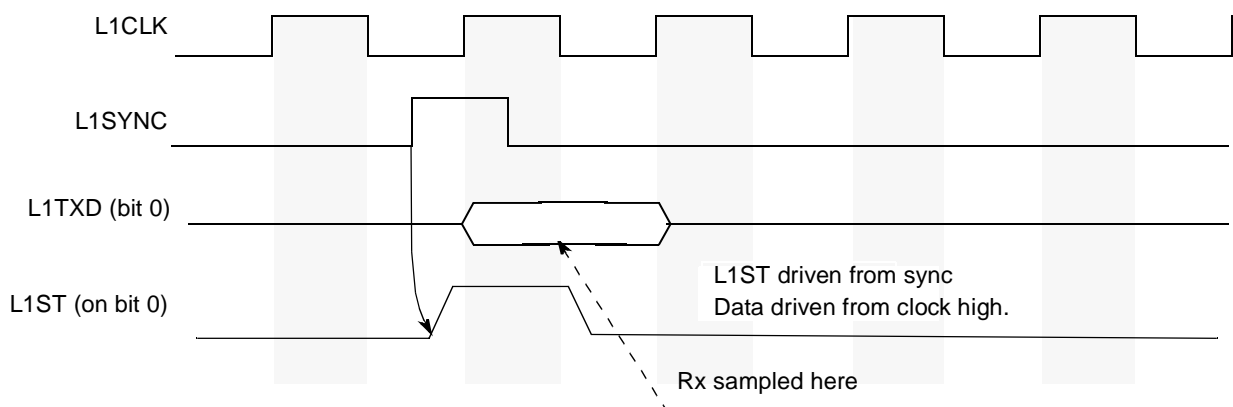 L1CLK
L1SYNC
L1TXD (bit 0)
L1ST (on bit 0)
L1ST driven from sync
Data driven from clock high.
Rx sampled here